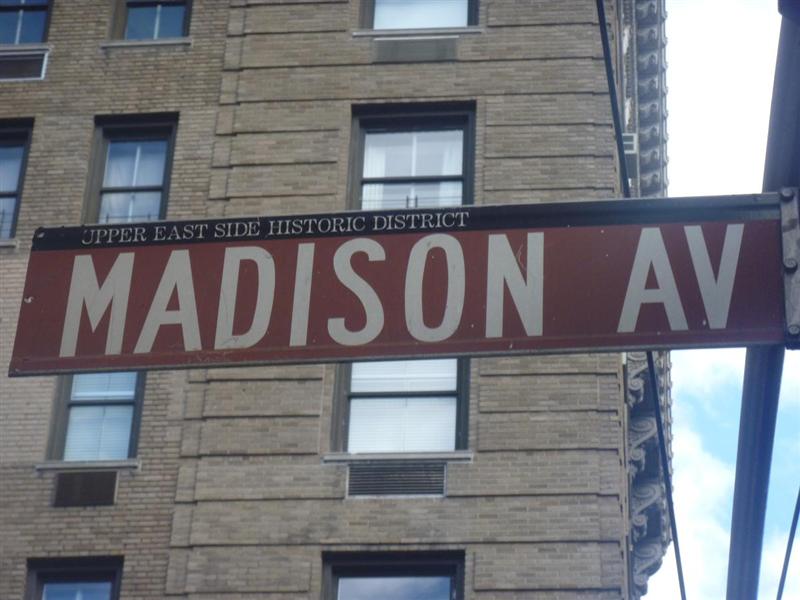 UPPER EAST SIDE HISTORIC DISTRICT
MADISON AV